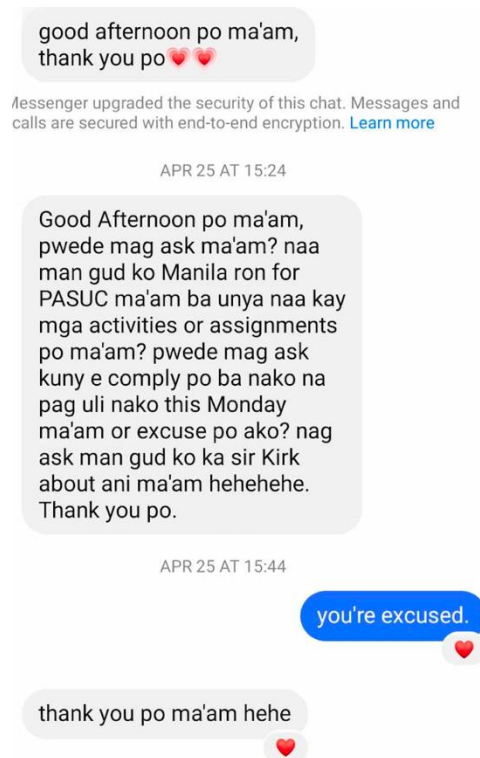 good afternoon po ma'am,
thank you po💗💗
Messenger upgraded the security of this chat. Messages and
calls are secured with end-to-end encryption. Learn more
APR 25 AT 15:24
Good Afternoon po ma'am,
pwede mag ask ma'am? naa
man gud ko Manila ron for
PASUC ma'am ba unya naa kay
mga activities or assignments
po ma'am? pwede mag ask
kuny e comply po ba nako na
pag uli nako this Monday
ma'am or excuse po ako? nag
ask man gud ko ka sir Kirk
about ani ma'am hehehehe.
Thank you po.
APR 25 AT 15:44
you're excused.
thank you po ma'am hehe